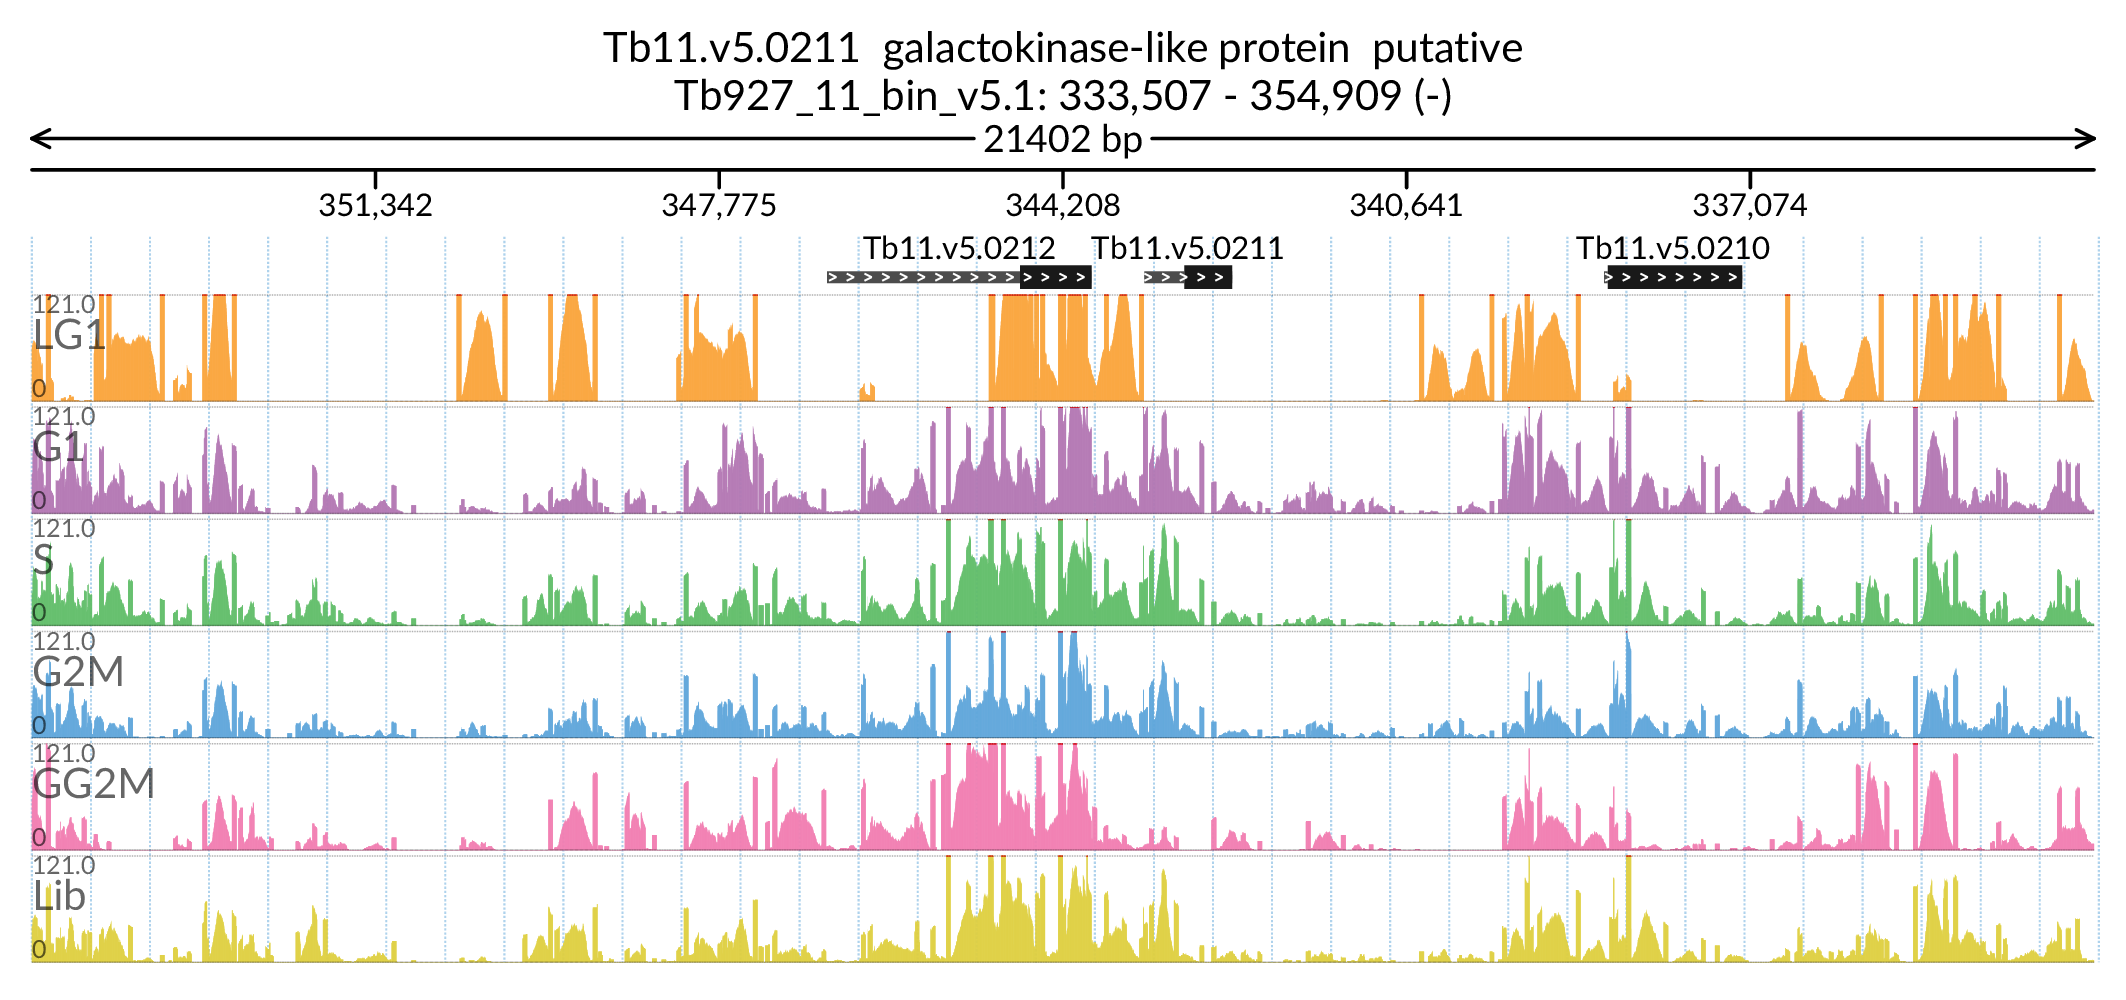 Tb11.v5.0211 galactokinase-like protein putative
Tb927_11_bin_v5.1: 333,507 - 354,909 (-)
21402 bp
351,342 347,775 344,208 340,641 337,074
Tb11.v5.0212 Tb11.v5.0211 Tb11.v5.0210
121.0
LG1
0
121.0
G1
0
121.0
S
0
121.0
G2M
0
121.0
GG2M
0
121.0
Lib
0